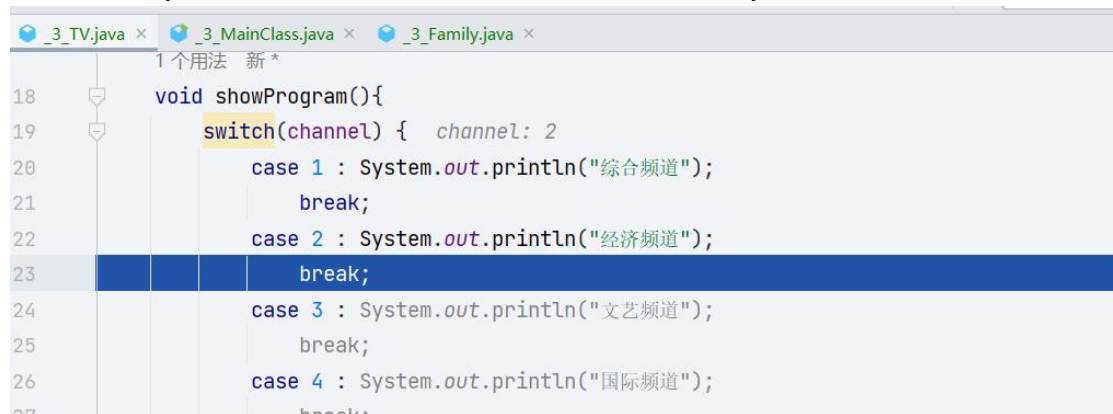 _3_TV.java × _3_MainClass.java × _3_Family.java ×
1 个用法 新 *
18 void showProgram(){
19 switch(channel) { channel: 2
20 case 1 : System.out.println("综合频道");
21 break;
22 case 2 : System.out.println("经济频道");
23 break;
24 case 3 : System.out.println("文艺频道");
25 break;
26 case 4 : System.out.println("国际频道");
27 break;